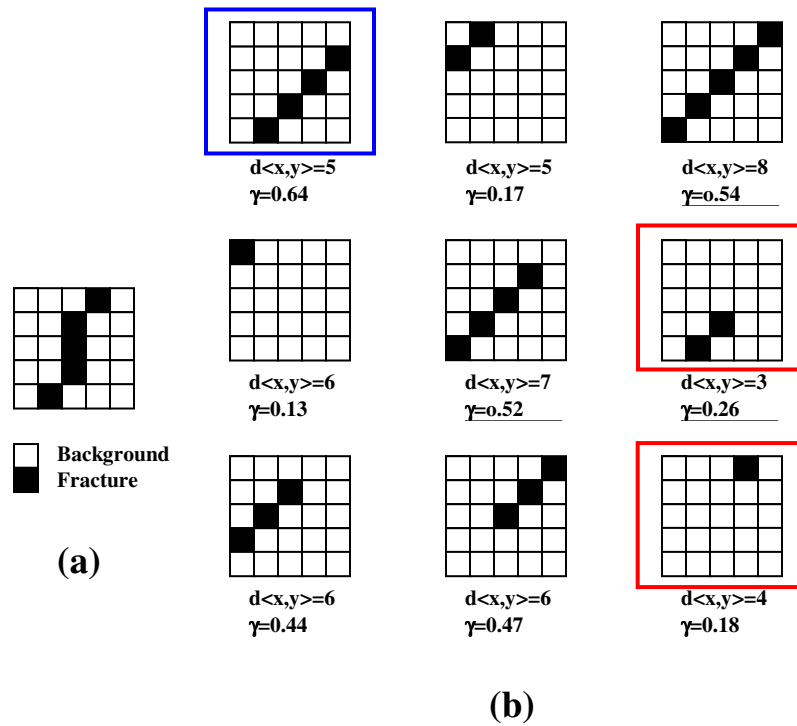 d<x,y>=5
γ=0.64
d<x,y>=5
γ=0.17
d<x,y>=8
γ=o.54
d<x,y>=6
γ=0.13
d<x,y>=7
γ=o.52
d<x,y>=3
γ=0.26
Background
Fracture
(a)
d<x,y>=6
γ=0.44
d<x,y>=6
γ=0.47
d<x,y>=4
γ=0.18
(b)